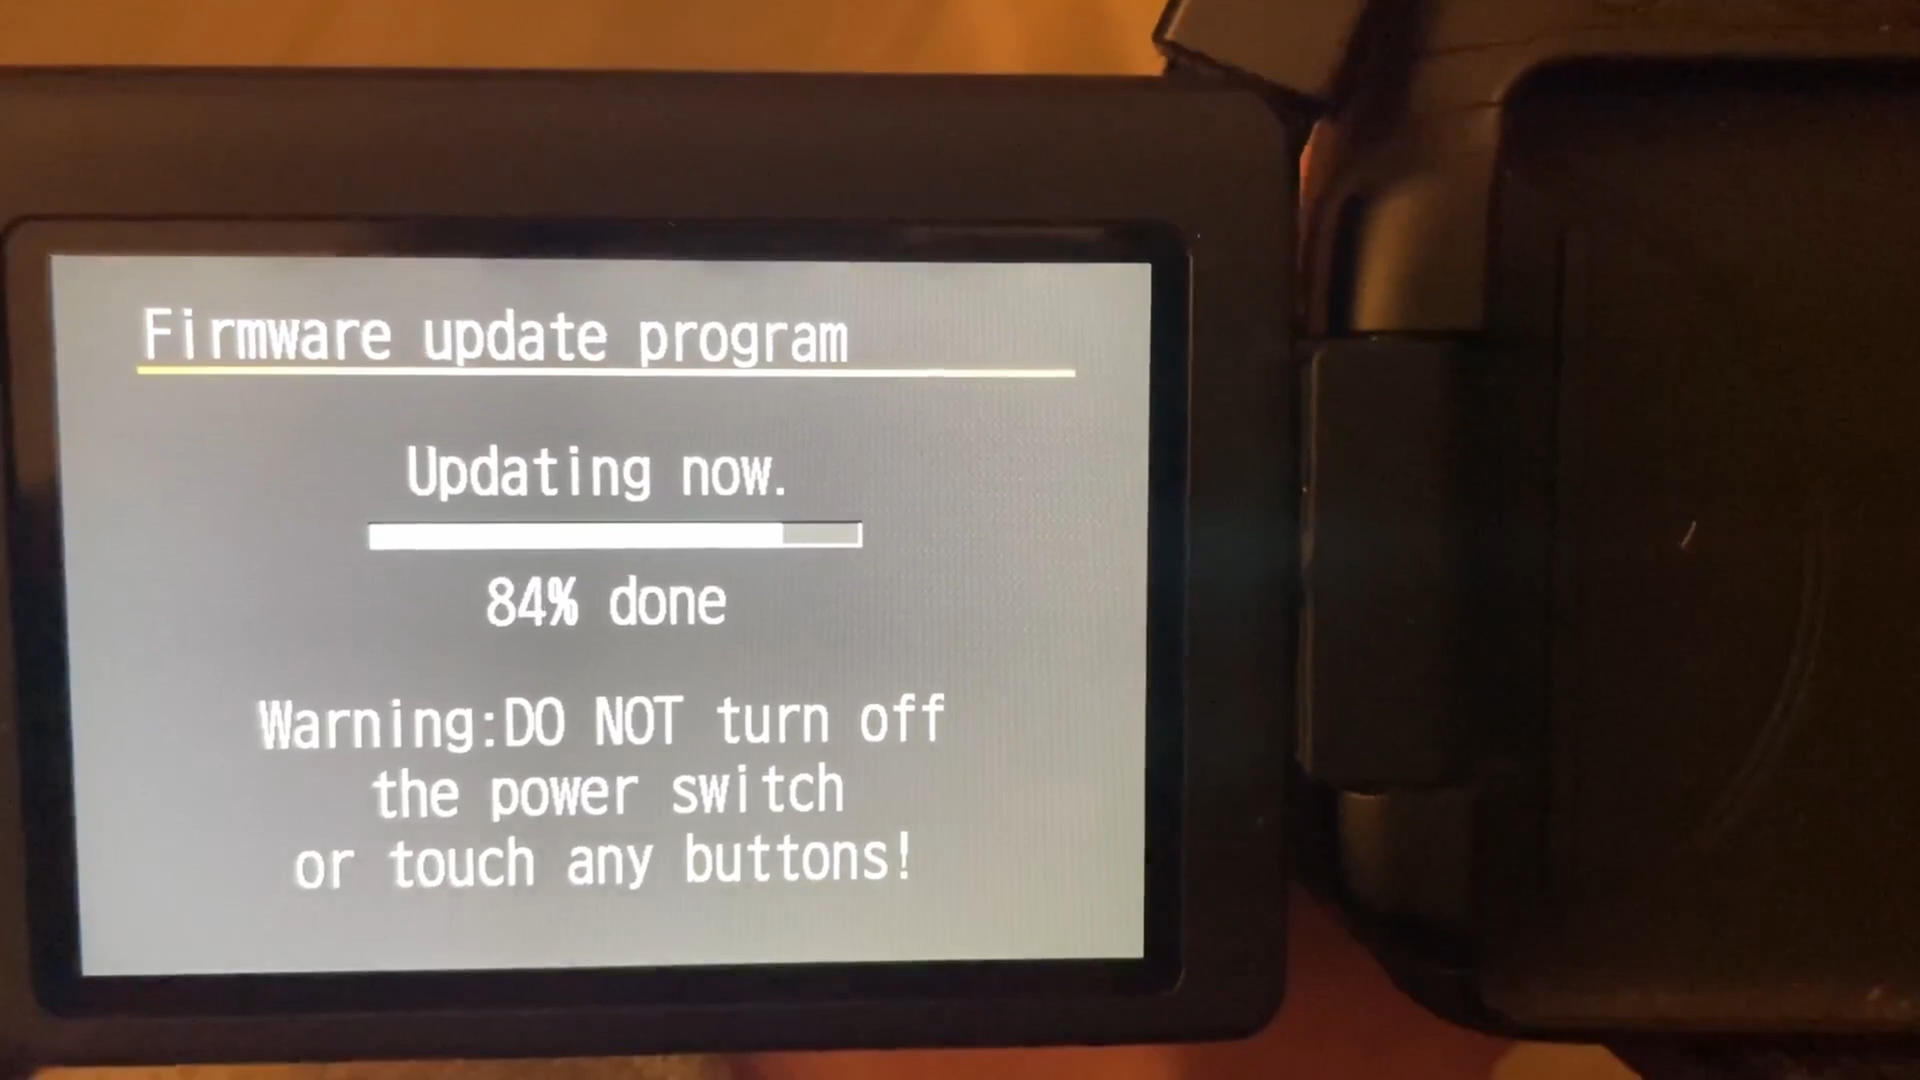 Firmware update program
Updating now.
84% done
Warning:DO NOT turn off
the power switch
or touch any buttons!